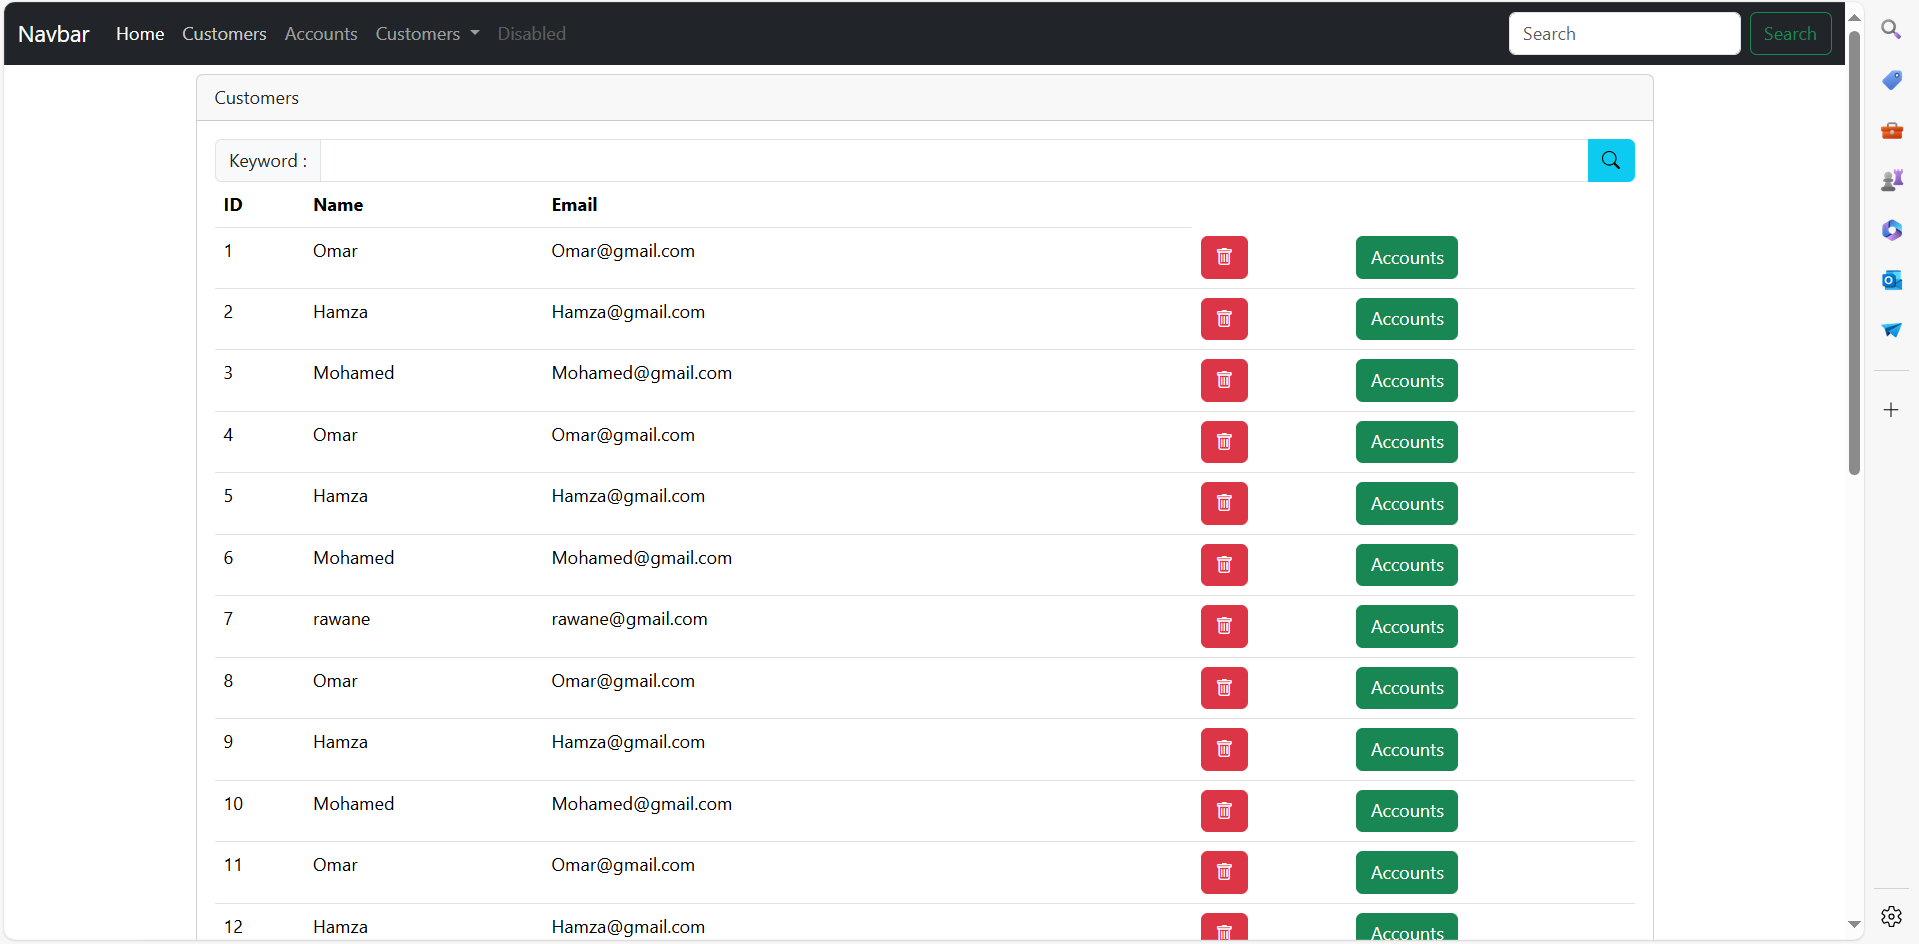 Navbar Home Customers Accounts Customers Disabled Search Search
Customers
Keyword :
ID Name Email
1 Omar Omar@gmail.com Accounts
2 Hamza Hamza@gmail.com Accounts
3 Mohamed Mohamed@gmail.com Accounts
4 Omar Omar@gmail.com Accounts
5 Hamza Hamza@gmail.com Accounts
6 Mohamed Mohamed@gmail.com Accounts
7 rawane rawane@gmail.com Accounts
8 Omar Omar@gmail.com Accounts
9 Hamza Hamza@gmail.com Accounts
10 Mohamed Mohamed@gmail.com Accounts
11 Omar Omar@gmail.com Accounts
12 Hamza Hamza@gmail.com Accounts